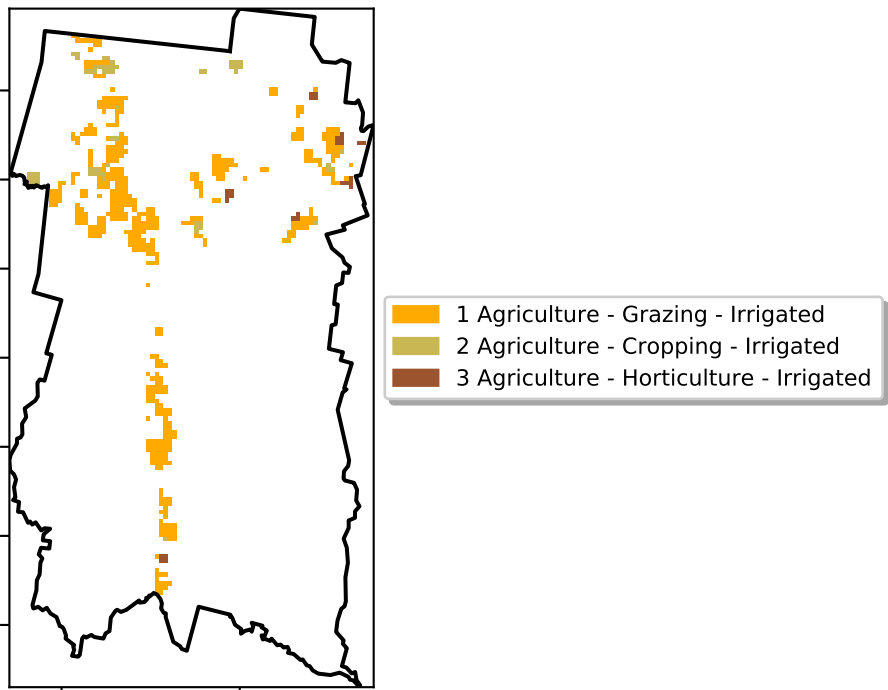 1 Agriculture - Grazing - Irrigated
2 Agriculture - Cropping - Irrigated
3 Agriculture - Horticulture - Irrigated